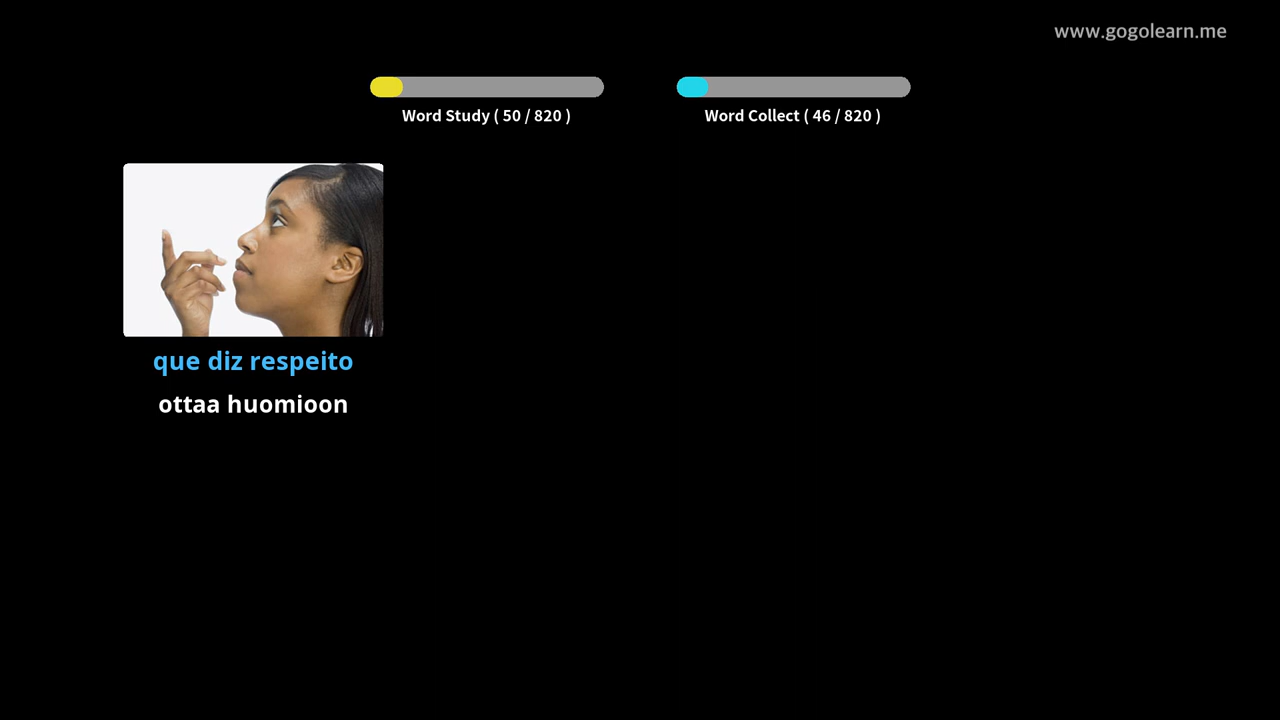 www.gogolearn.me
Word Study ( 50 / 820 )
Word Collect ( 46 / 820 )
que diz respeito
ottaa huomioon